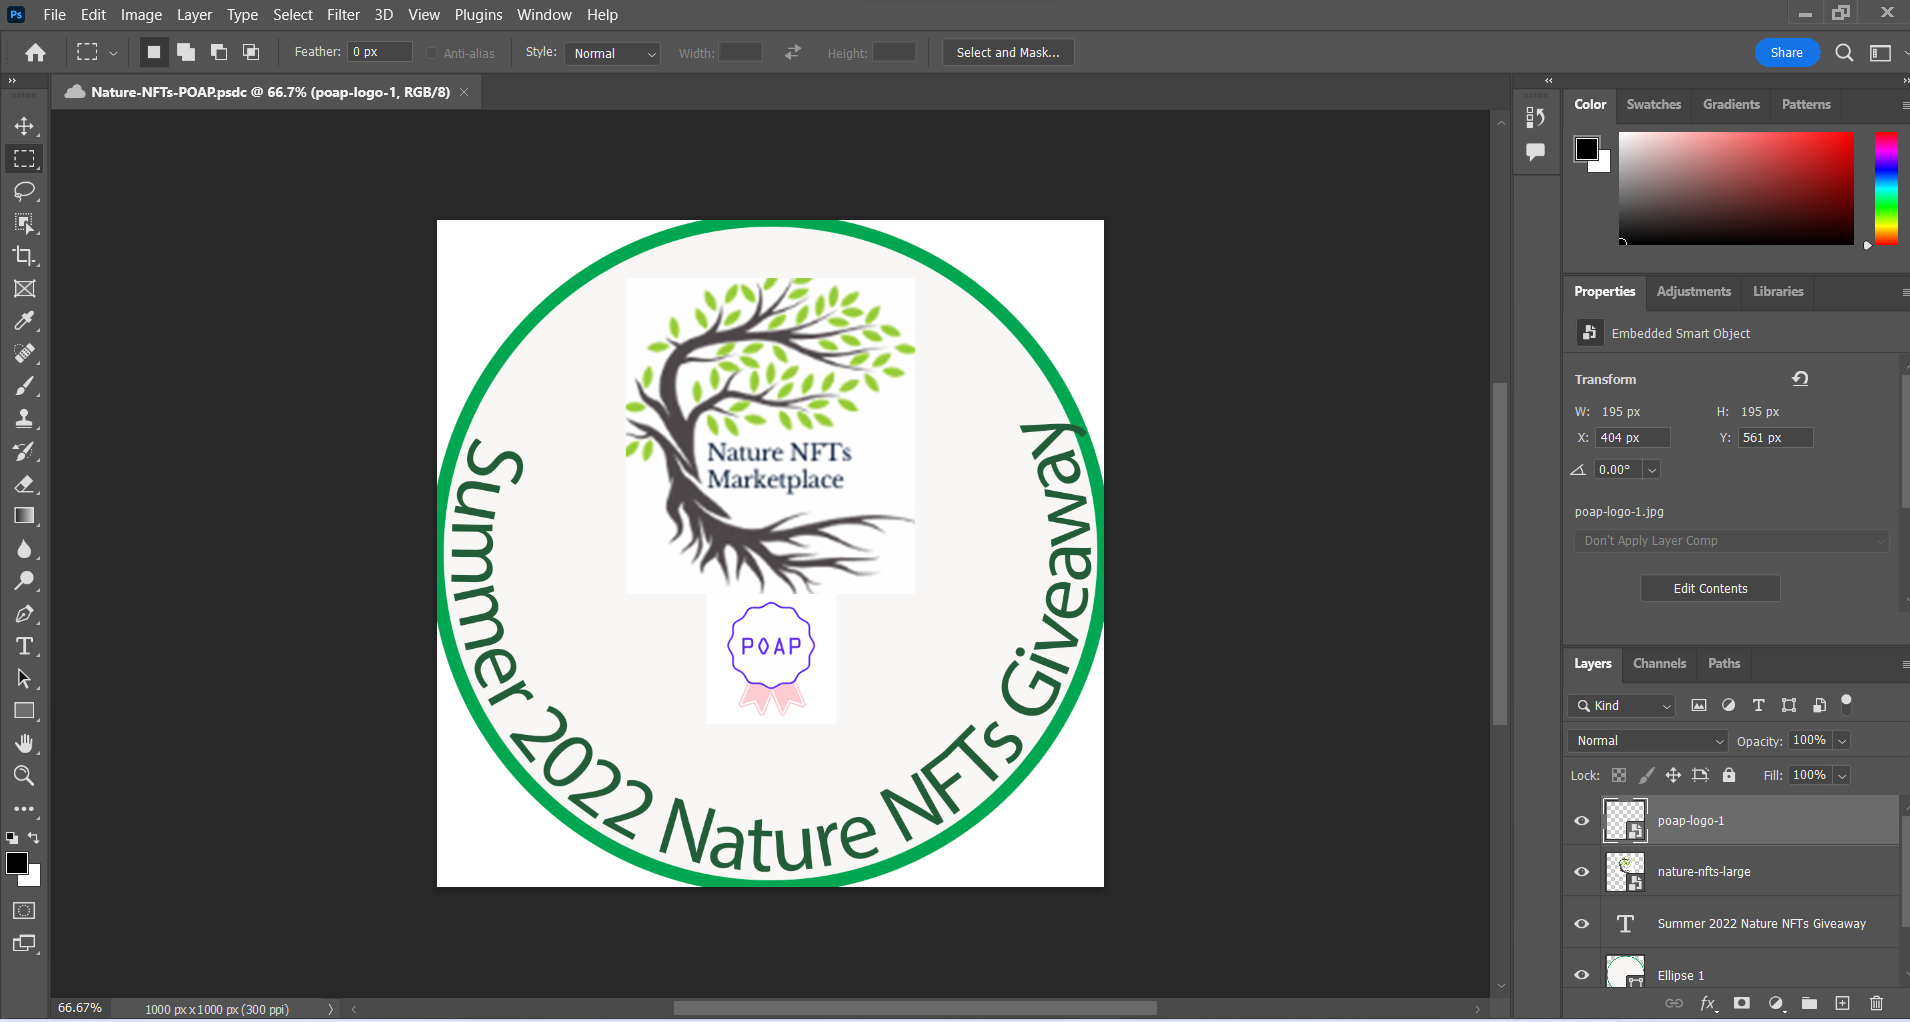 Ps File Edit Image Layer Type Select Filter 3D View Plugins Window Help
Feather: 0 px Anti-alias Style: Normal Width: Height: Select and Mask... Share
Nature-NFTs-POAP.psdc @ 66.7% (poap-logo-1, RGB/8)
Nature NFTs
Marketplace
POAP
Summer 2022 Nature NFTs Giveaway
66.67% 1000 px x 1000 px (300 ppi)
Color Swatches Gradients Patterns
Properties Adjustments Libraries
Embedded Smart Object
Transform
W: 195 px H: 195 px
X: 404 px Y: 561 px
0.00°
poap-logo-1.jpg
Don't Apply Layer Comp
Edit Contents
Layers Channels Paths
Kind
Normal Opacity: 100%
Lock: Fill: 100%
poap-logo-1
nature-nfts-large
Summer 2022 Nature NFTs Giveaway
Ellipse 1
fx